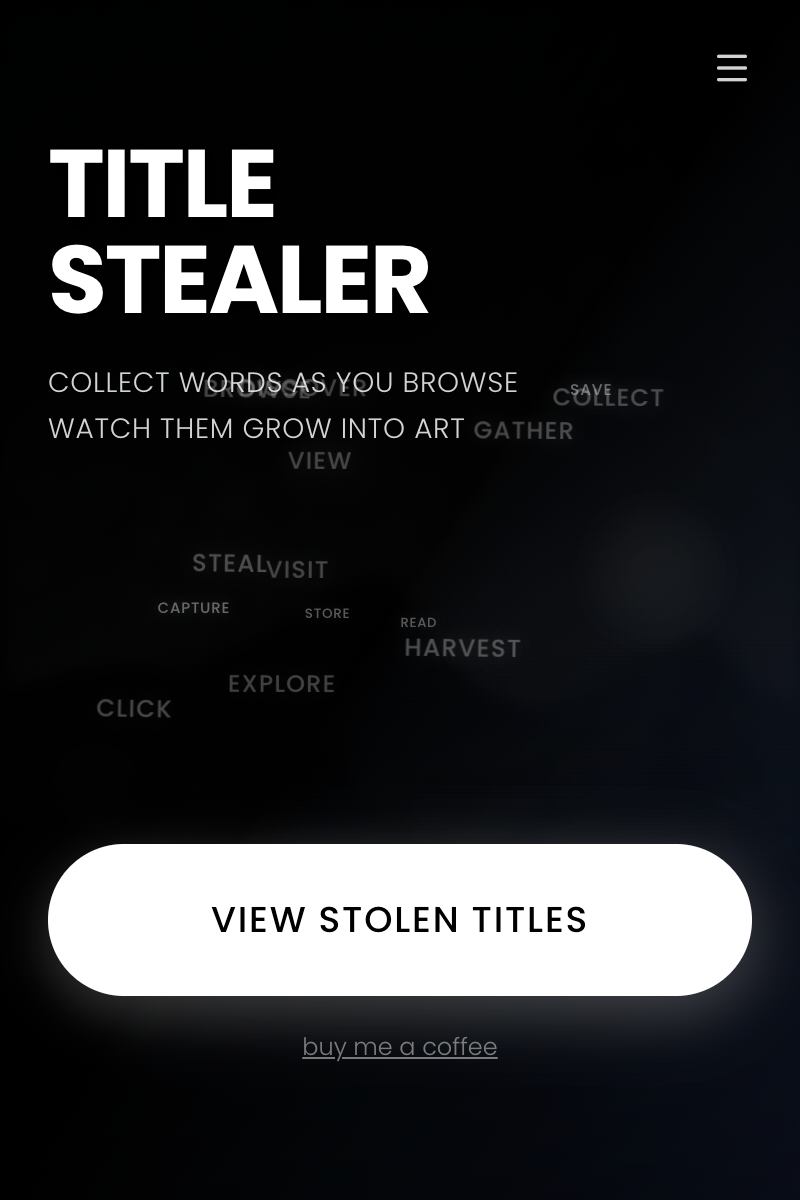 TITLE
STEALER
COLLECT WORDS AS YOU BROWSE
SAVE
COLLECT
WATCH THEM GROW INTO ART
GATHER
VIEW
STEAL
VISIT
CAPTURE
STORE
READ
HARVEST
EXPLORE
CLICK
VIEW STOLEN TITLES
buy me a coffee